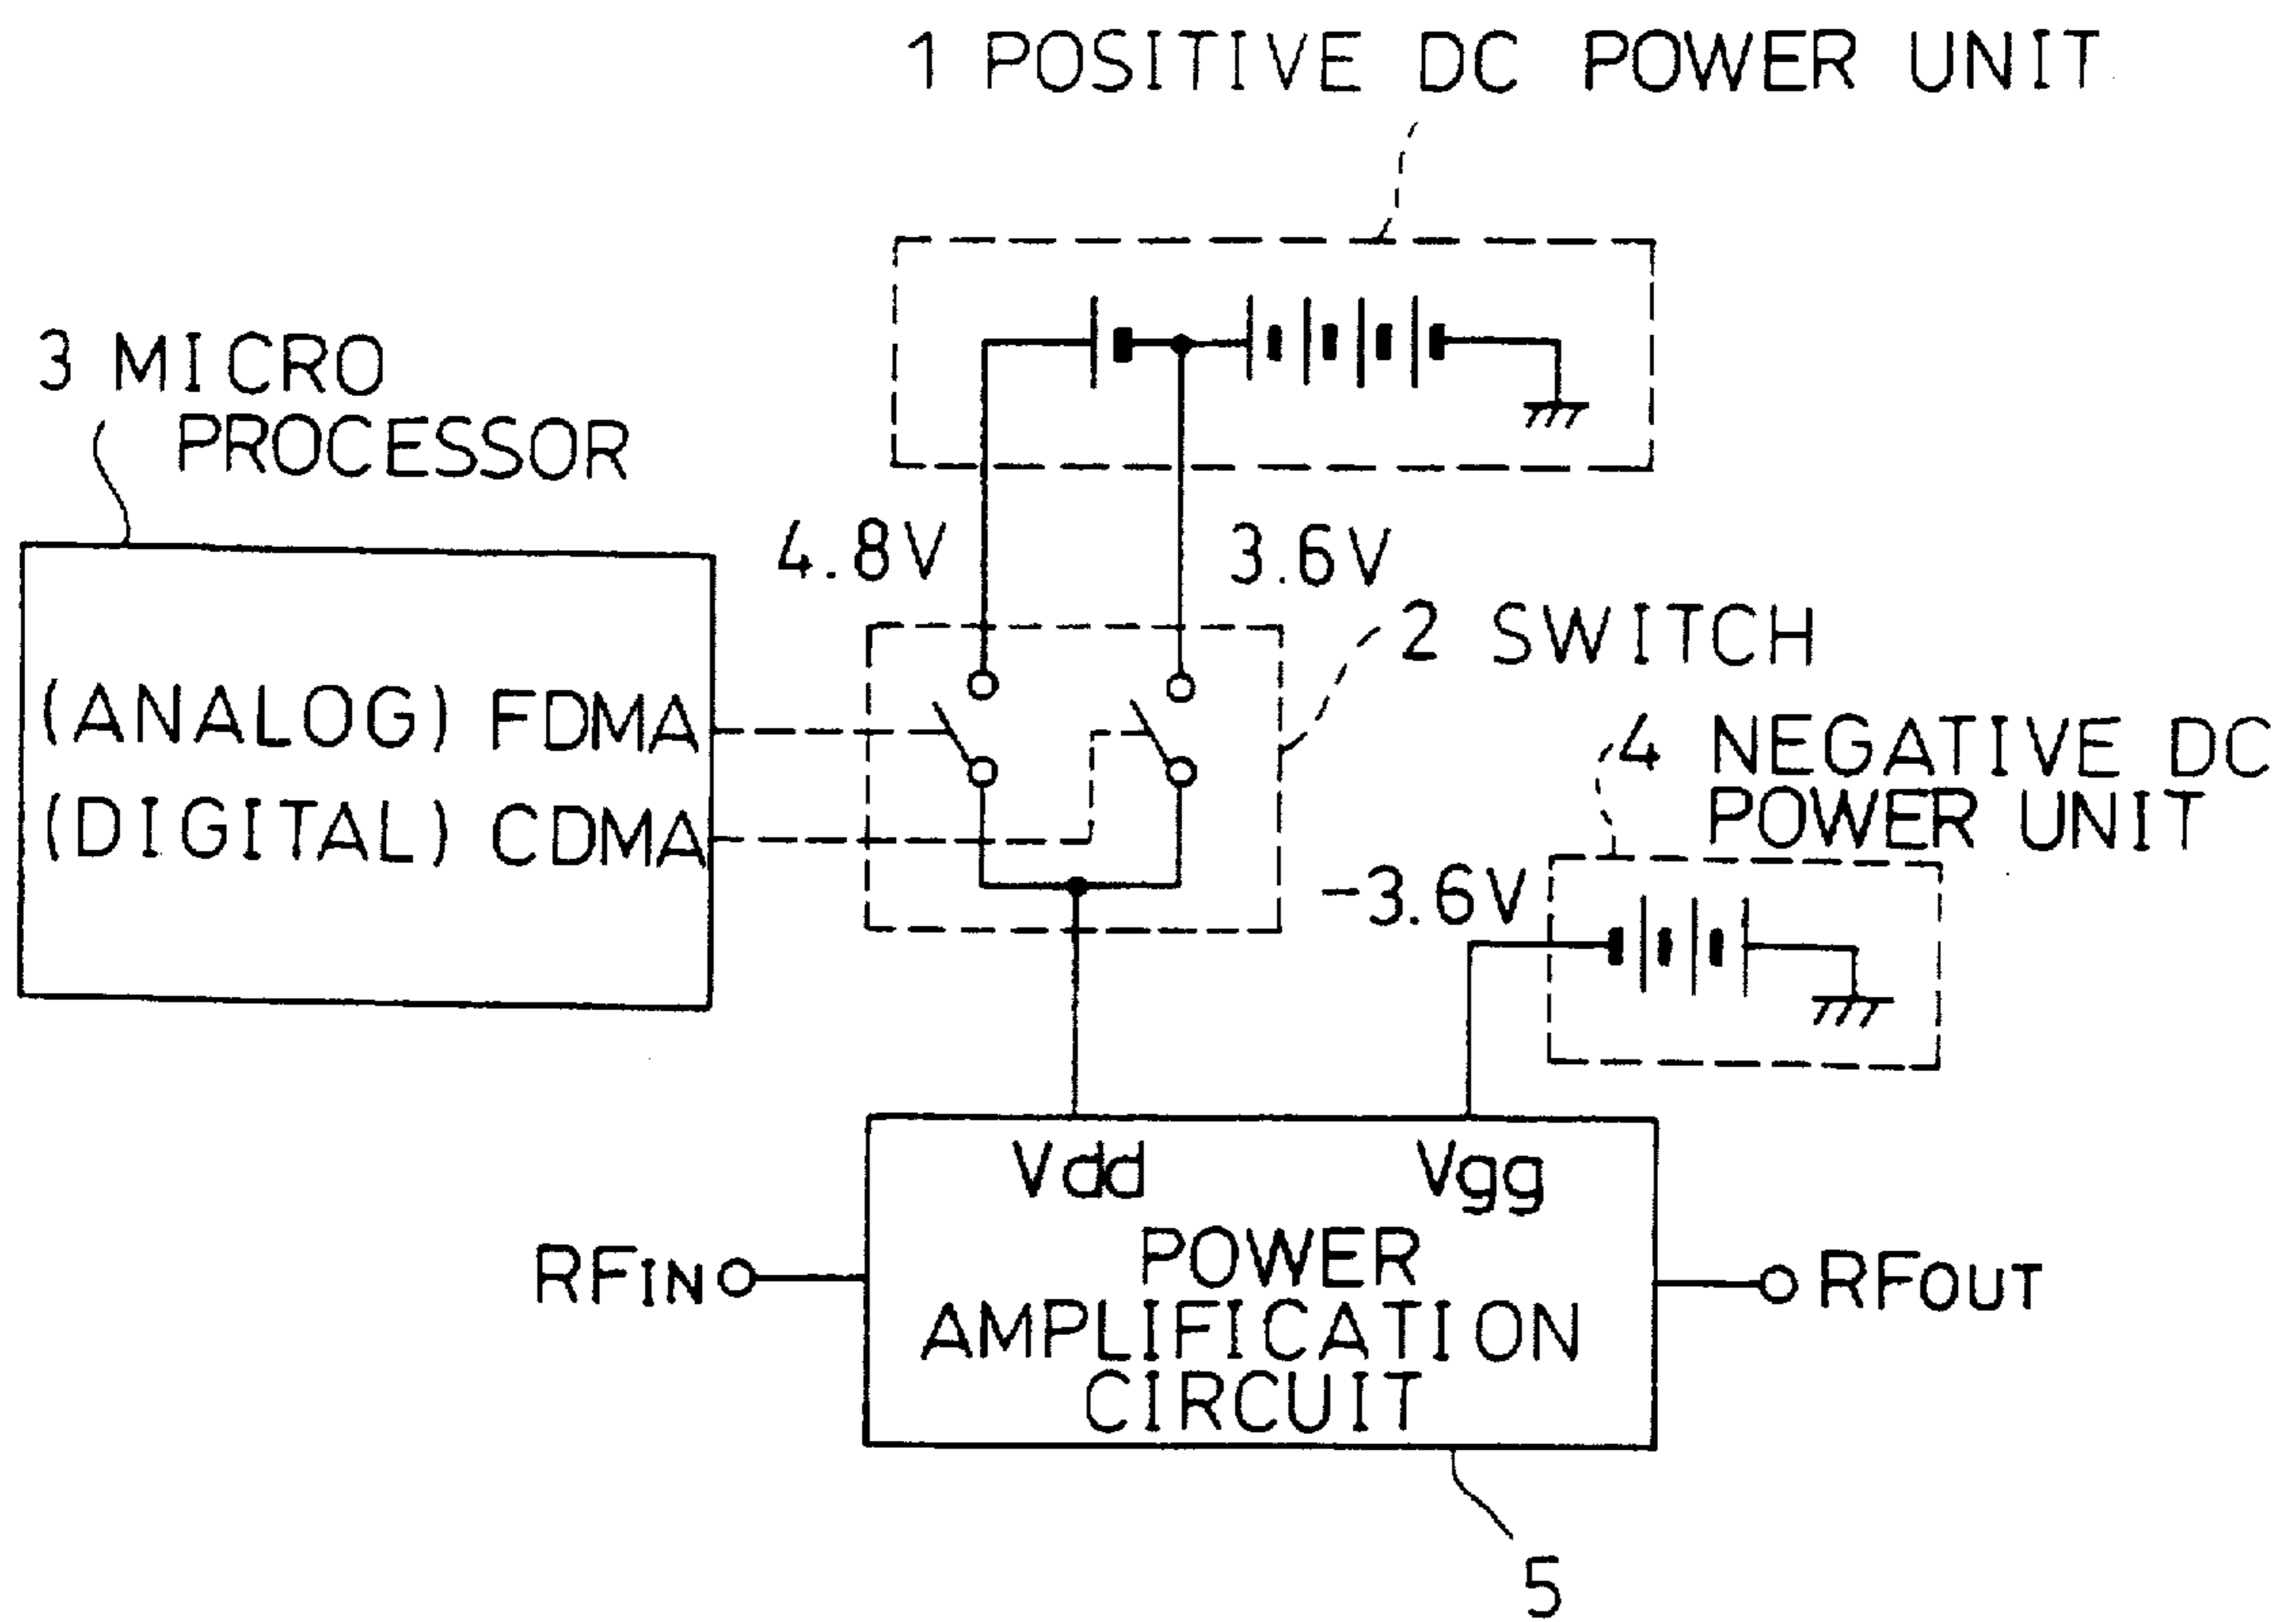 1 POSITIVE DC POWER UNIT
3 MICRO
PROCESSOR
4.8V
3.6V
2 SWITCH
(ANALOG) FDMA
(DIGITAL) CDMA
4 NEGATIVE DC
POWER UNIT
-3.6V
Vdd
Vgg
RFIN
POWER
AMPLIFICATION
CIRCUIT
RFOUT
5